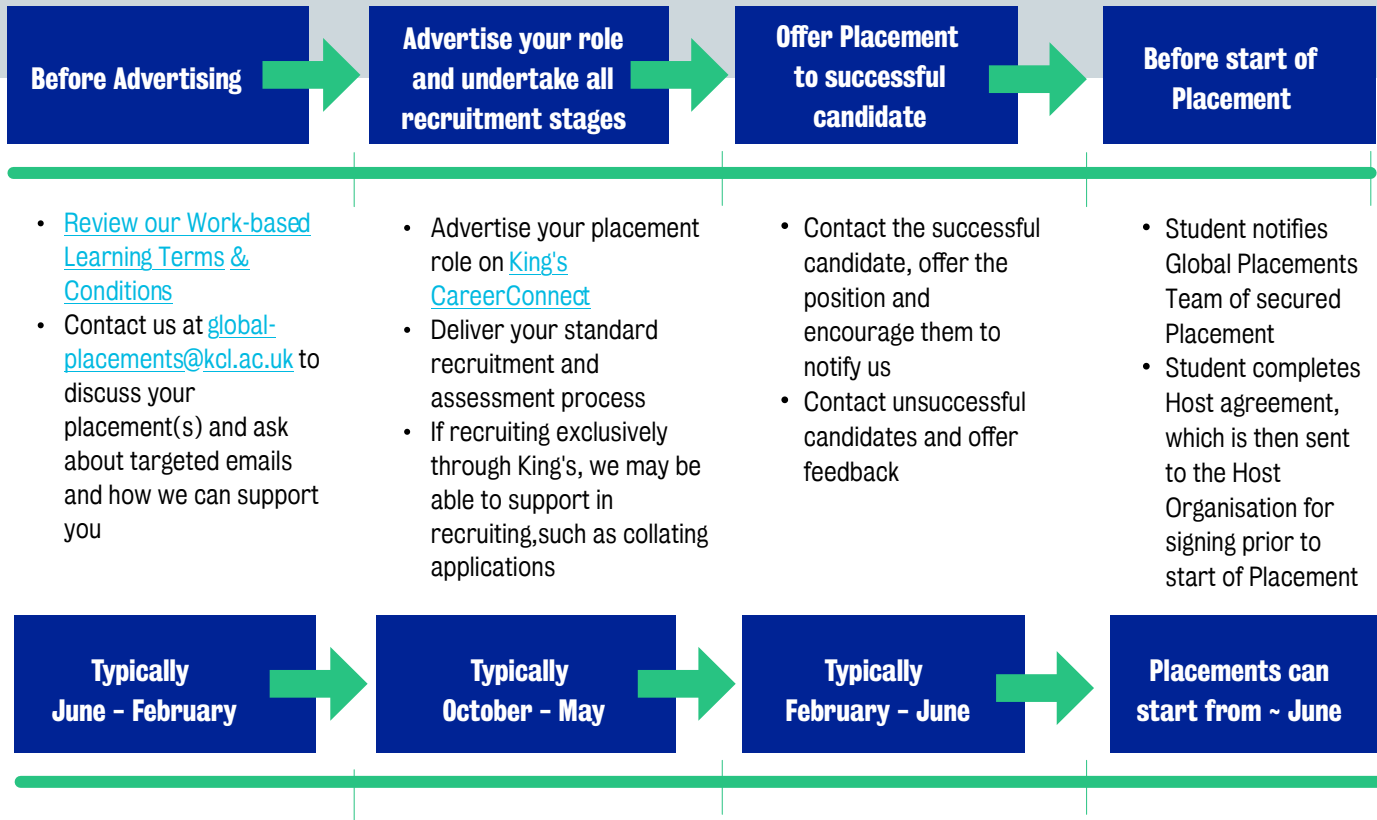 Before Advertising
Advertise your role
and undertake all
recruitment stages
Offer Placement
to successful
candidate
Before start of
Placement
• Review our Work-based
Learning Terms &
Conditions
• Contact us at global-
placements@kcl.ac.uk to
discuss your
placement(s) and ask
about targeted emails
and how we can support
you
• Advertise your placement
role on King's
CareerConnect
• Deliver your standard
recruitment and
assessment process
• If recruiting exclusively
through King's, we may be
able to support in
recruiting,such as collating
applications
• Contact the successful
candidate, offer the
position and
encourage them to
notify us
• Contact unsuccessful
candidates and offer
feedback
• Student notifies
Global Placements
Team of secured
Placement
• Student completes
Host agreement,
which is then sent
to the Host
Organisation for
signing prior to
start of Placement
Typically
June - February
Typically
October - May
Typically
February - June
Placements can
start from ~ June